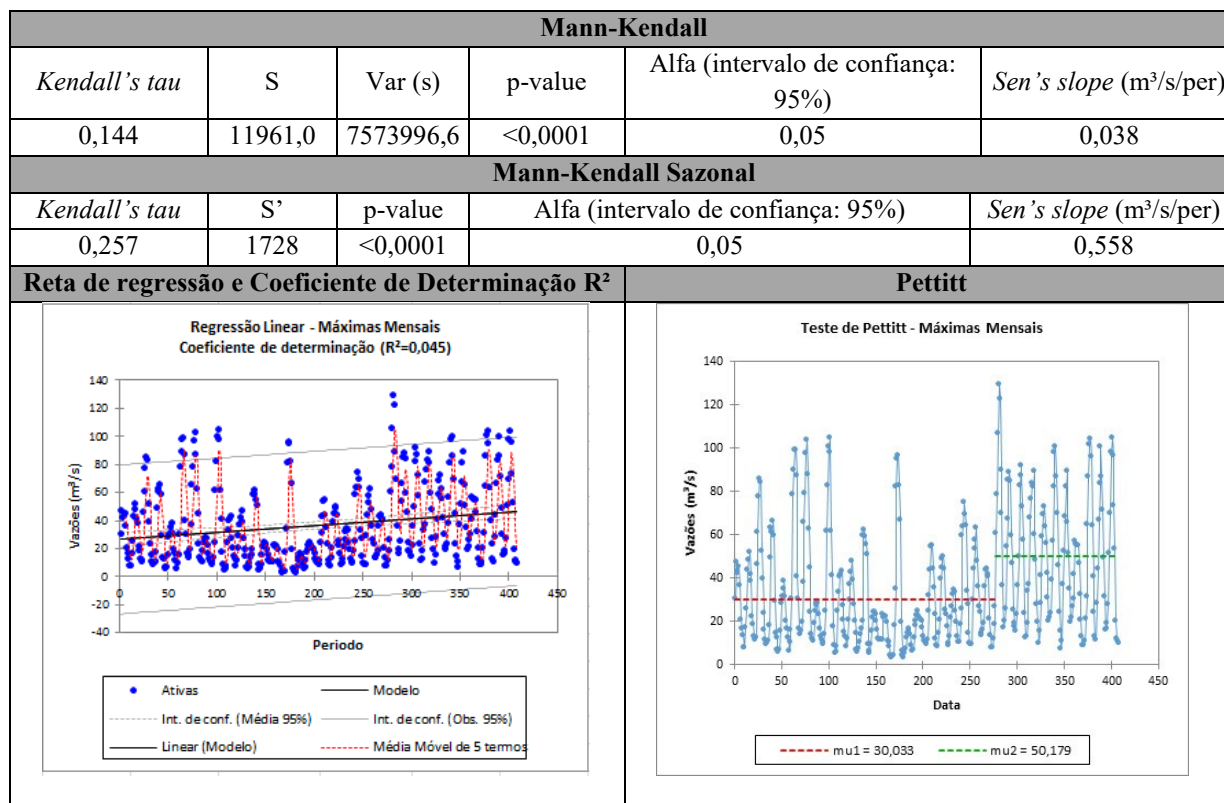 Mann-Kendall
Kendall's tau S Var (s) p-value Alfa (intervalo de confiança: 95%) Sen's slope (m³/s/per)
0,144 11961,0 7573996,6 <0,0001 0,05 0,038
Mann-Kendall Sazonal
Kendall's tau S' p-value Alfa (intervalo de confiança: 95%) Sen's slope (m³/s/per)
0,257 1728 <0,0001 0,05 0,558
Reta de regressão e Coeficiente de Determinação R² Pettitt
Regressão Linear - Máximas Mensais
Coeficiente de determinação (R²=0,045)
Vazões (m³/s)
140
120
100
80
60
40
20
0
-20
-40
0 50 100 150 200 250 300 350 400 450
Periodo
Ativas Modelo
Int. de conf. (Média 95%) Int. de conf. (Obs. 95%)
Linear (Modelo) Média Móvel de 5 termos
Teste de Pettitt - Máximas Mensais
Vazões (m³/s)
140
120
100
80
60
40
20
0
0 50 100 150 200 250 300 350 400 450
Data
mu1 = 30,033 mu2 = 50,179